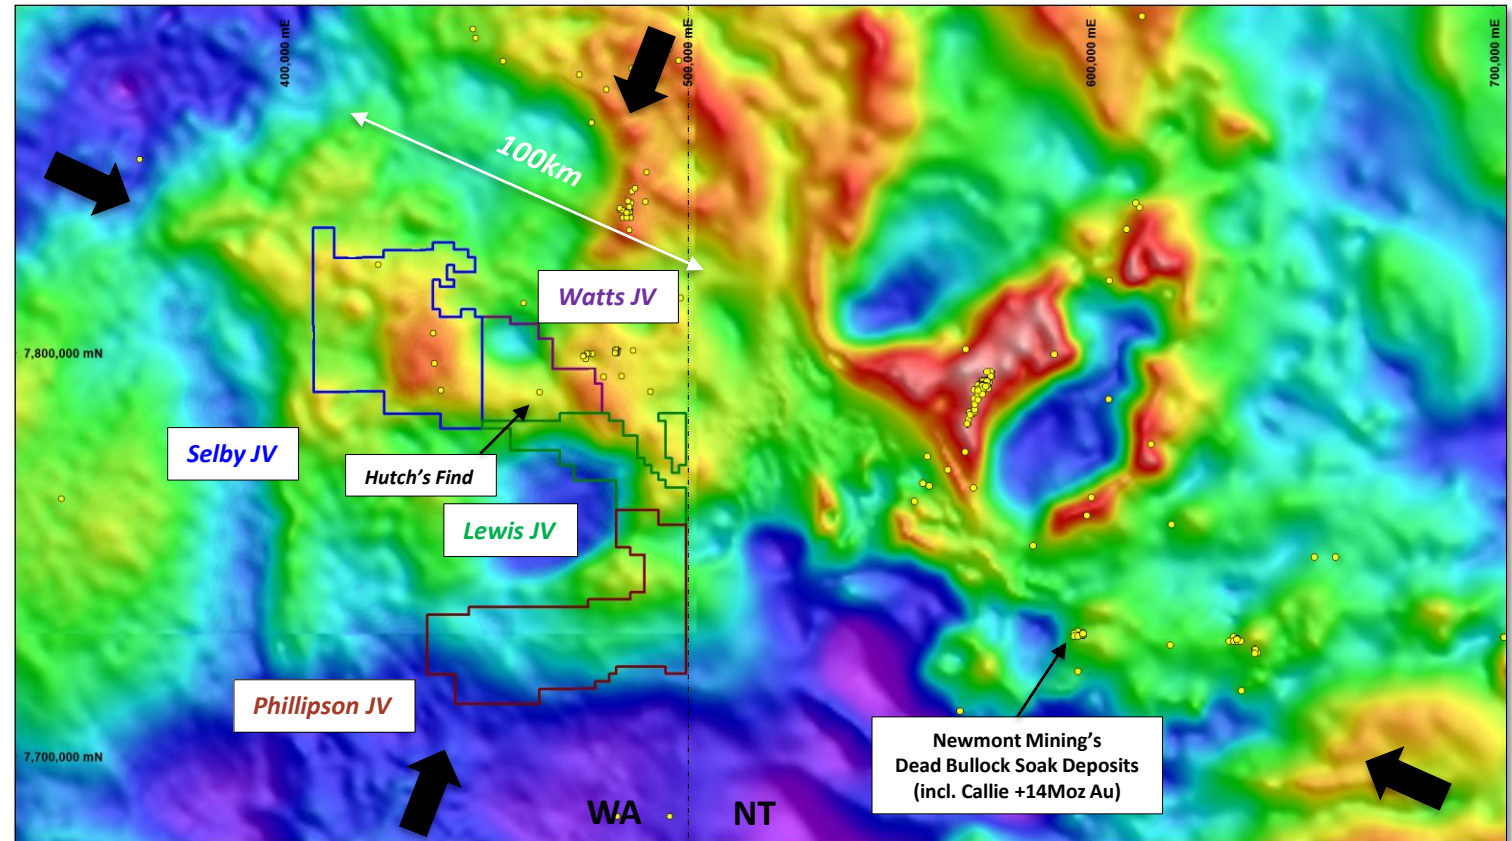 400,000 mE
500,000 mE
600,000 mE
700,000 mE
100km
Watts JV
7,800,000 mN
Selby JV
Hutch’s Find
Lewis JV
Phillipson JV
7,700,000 mN
Newmont Mining’s
Dead Bullock Soak Deposits
(incl. Callie +14Moz Au)
WA
NT